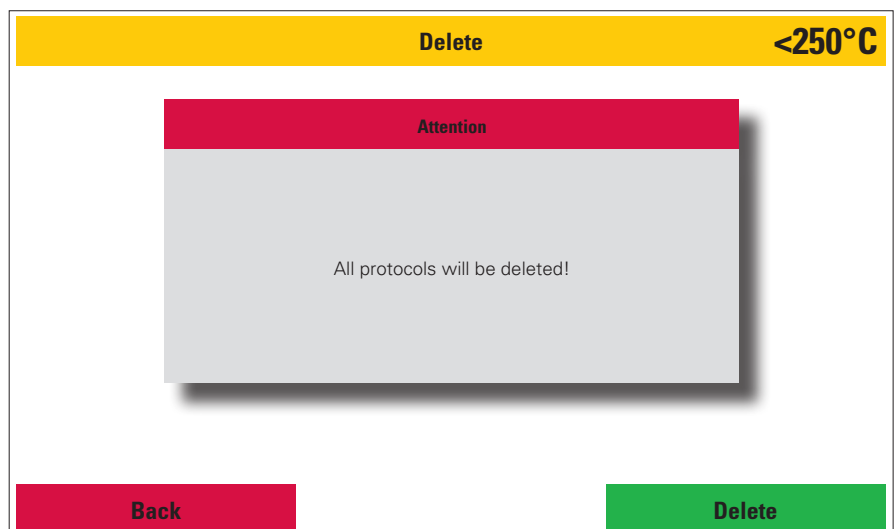 Delete
<250°C
Attention
All protocols will be deleted!
Back
Delete